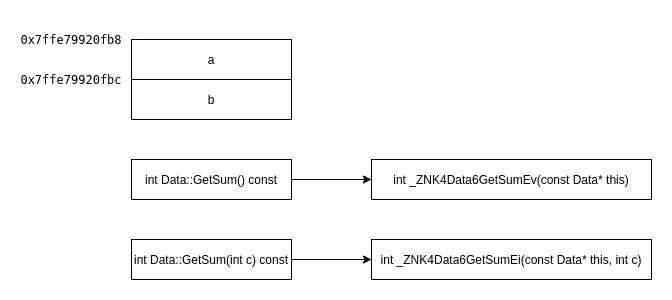 0x7ffe79920fb8
a
0x7ffe79920fbc
b
int Data::GetSum() const
int _ZNK4Data6GetSumEv(const Data* this)
int Data::GetSum(int c) const
int _ZNK4Data6GetSumEi(const Data* this, int c)